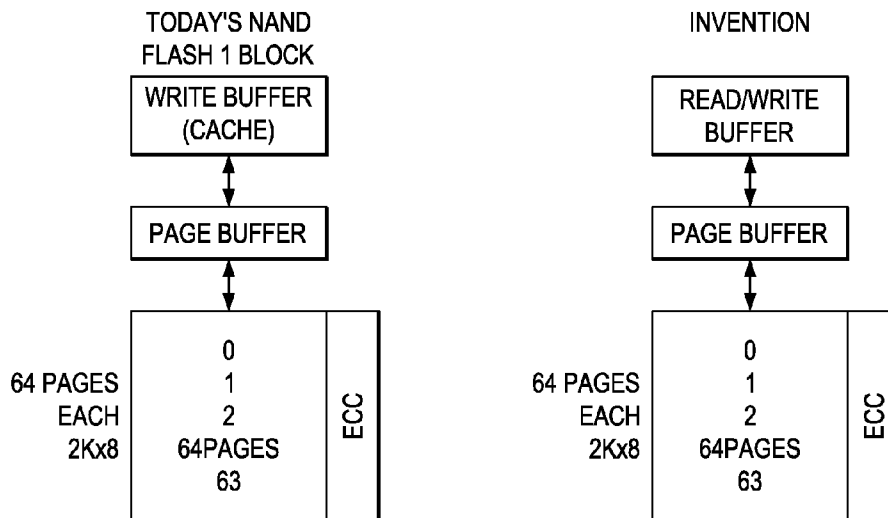 TODAY'S NAND
FLASH 1 BLOCK
WRITE BUFFER
(CACHE)
PAGE BUFFER
64 PAGES
EACH
2Kx8
0
1
2
64PAGES
63
ECC
INVENTION
READ/WRITE
BUFFER
PAGE BUFFER
64 PAGES
EACH
2Kx8
0
1
2
64PAGES
63
ECC